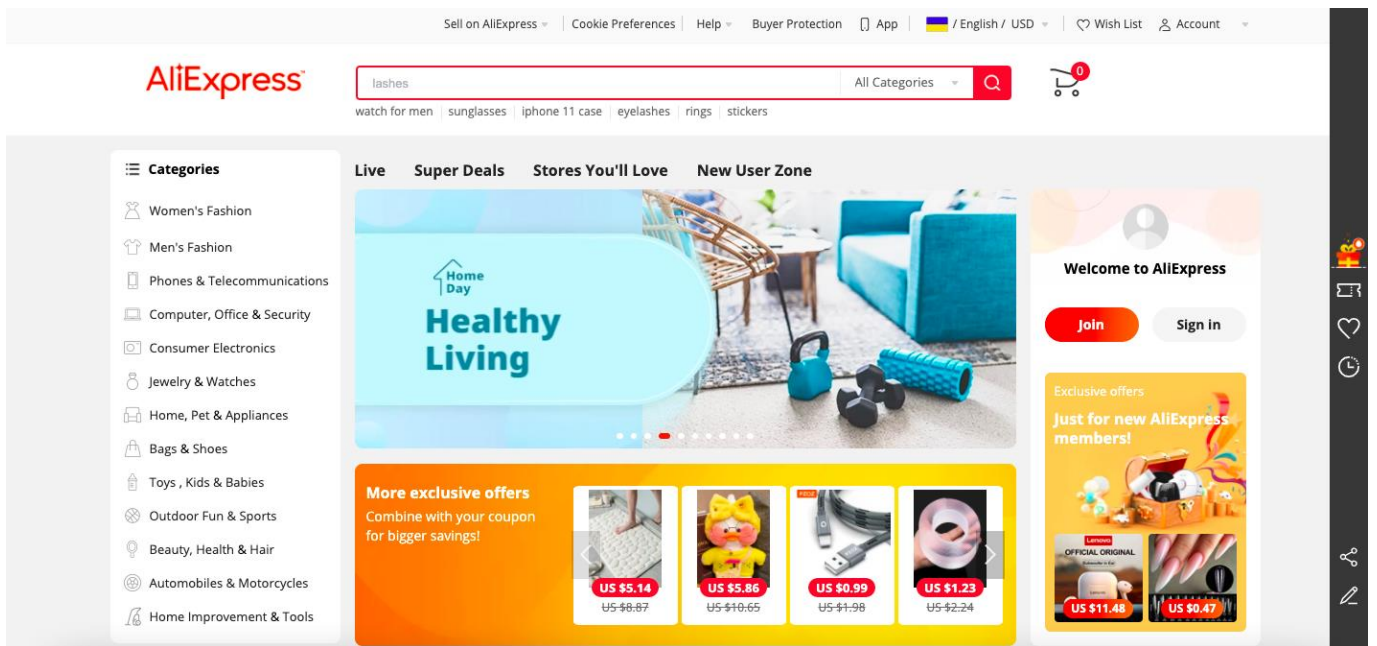 Sell on AliExpress
Cookie Preferences
Help
Buyer Protection
App
/ English / USD
Wish List
Account
AliExpress™
lashes
All Categories
0
watch for men
sunglasses
iphone 11 case
eyelashes
rings
stickers
Categories
Women's Fashion
Men's Fashion
Phones & Telecommunications
Computer, Office & Security
Consumer Electronics
Jewelry & Watches
Home, Pet & Appliances
Bags & Shoes
Toys , Kids & Babies
Outdoor Fun & Sports
Beauty, Health & Hair
Automobiles & Motorcycles
Home Improvement & Tools
Live
Super Deals
Stores You'll Love
New User Zone
Home
Day
Healthy
Living
More exclusive offers
Combine with your coupon
for bigger savings!
US $5.14
US $8.87
US $5.86
US $10.65
US $0.99
US $1.98
US $1.23
US $2.24
Welcome to AliExpress
Join
Sign in
Exclusive offers
Just for new AliExpress
members!
Lenovo
OFFICIAL ORIGINAL
US $11.48
US $0.47